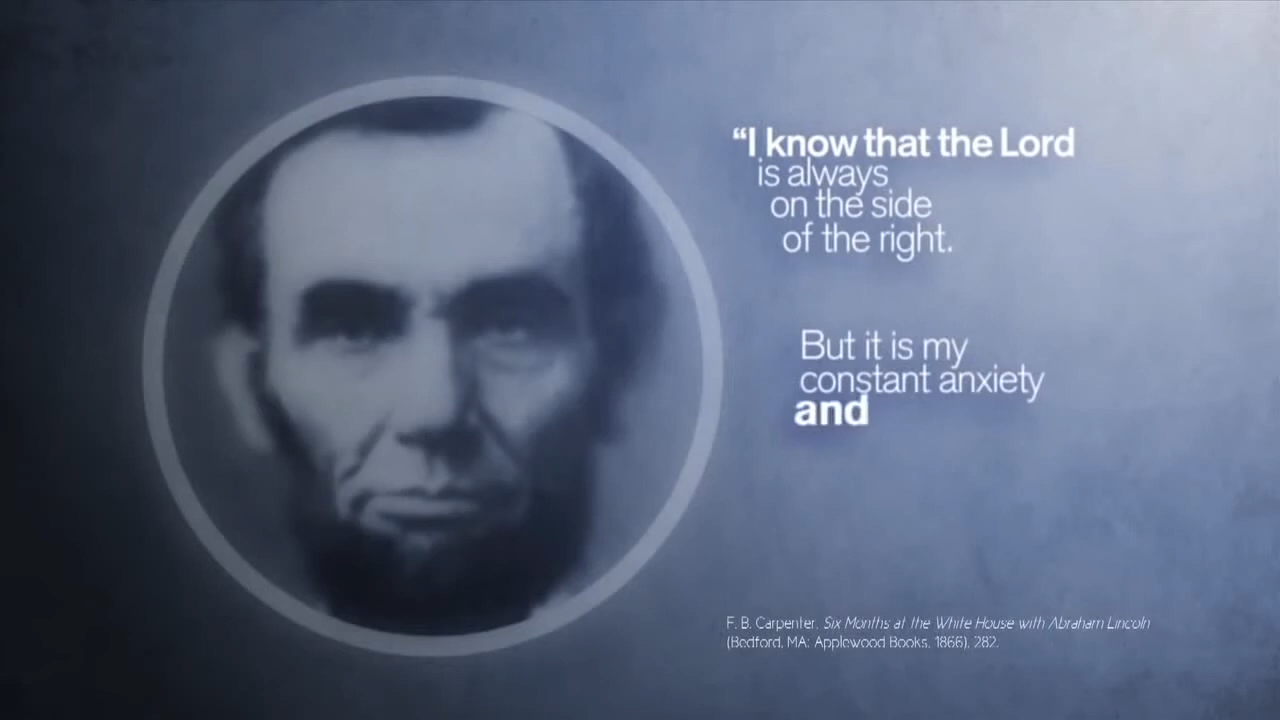 “I know that the Lord
is always
on the side
of the right.
But it is my
constant anxiety
and
F. B. Carpenter, Six Months at the White House with Abraham Lincoln
(Bedford, MA: Applewood Books, 1866), 282.